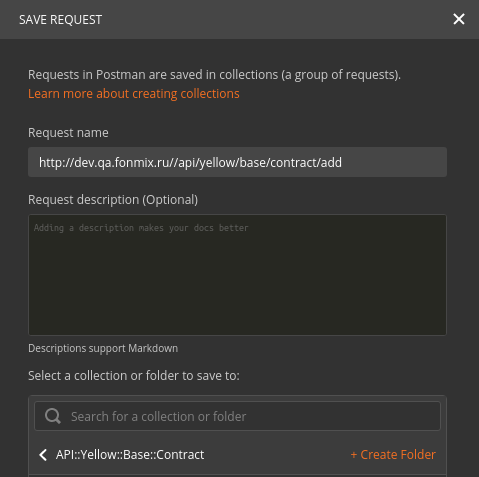 SAVE REQUEST
Requests in Postman are saved in collections (a group of requests).
Learn more about creating collections
Request name
http://dev.qa.fonmix.ru//api/yellow/base/contract/add
Request description (Optional)
Adding a description makes your docs better
Descriptions support Markdown
Select a collection or folder to save to:
Search for a collection or folder
API::Yellow::Base::Contract + Create Folder